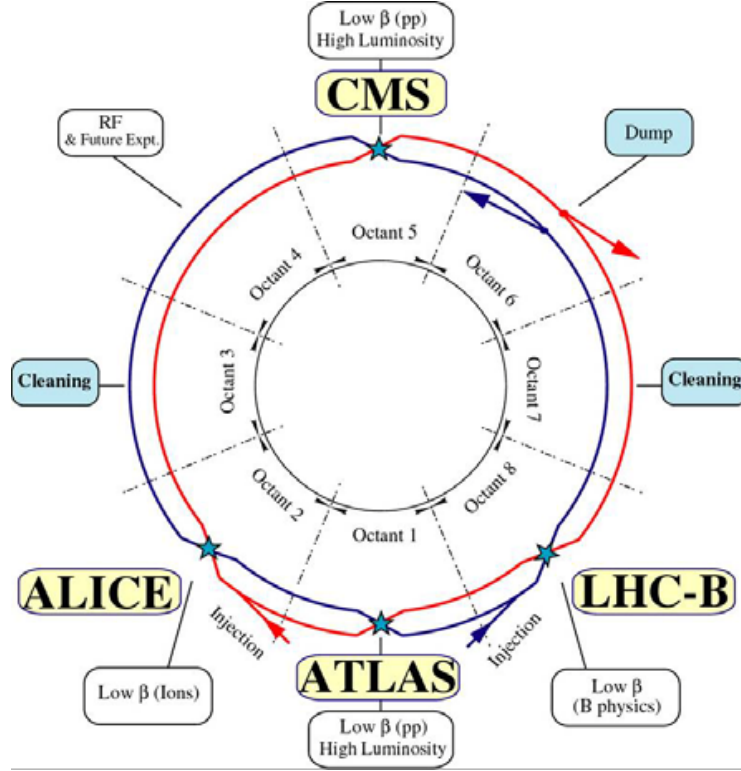 Low β (pp)
High Luminosity
CMS
RF
& Future Expt.
Dump
Octant 5
Octant 4
Octant 6
Cleaning
Octant 3
Octant 7
Cleaning
Octant 2
Octant 8
Octant 1
ALICE
LHC-B
Injection
Injection
ATLAS
Low β (Ions)
Low β
(B physics)
Low β (pp)
High Luminosity